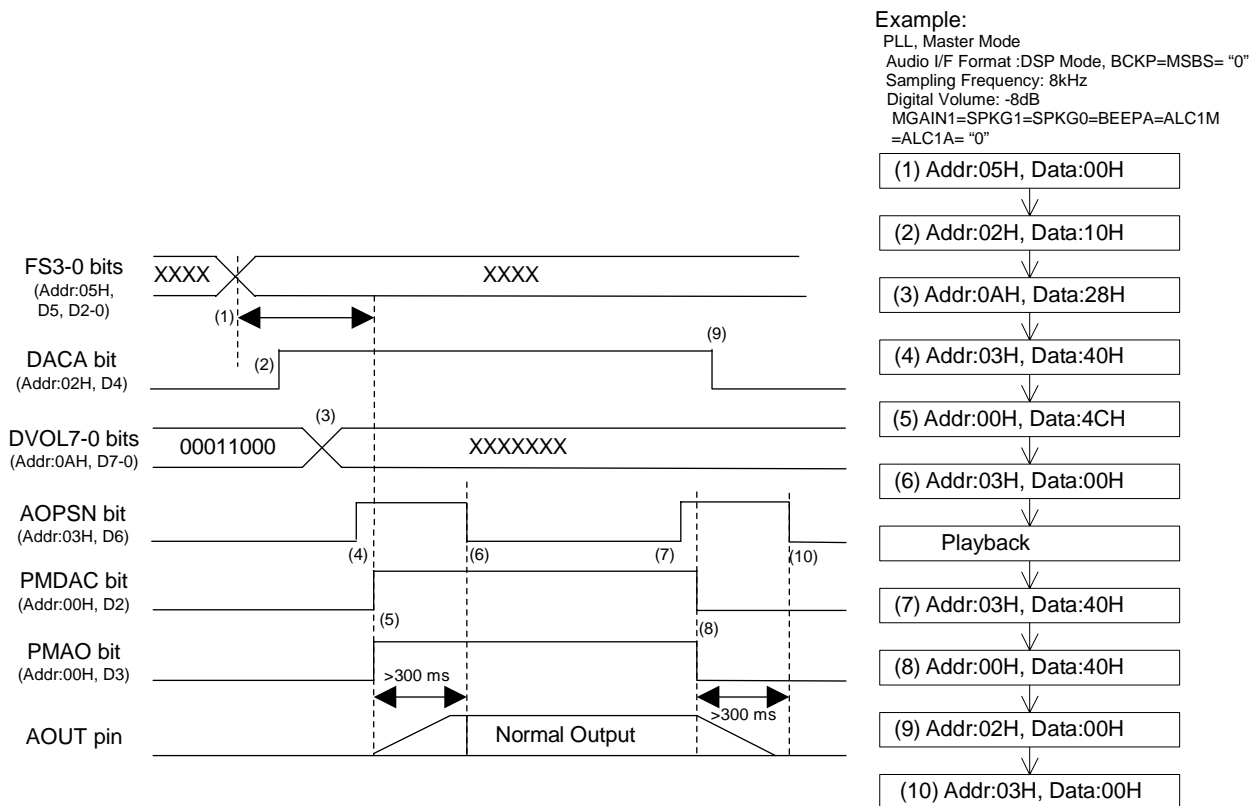 Example:
PLL, Master Mode
Audio I/F Format :DSP Mode, BCKP=MSBS= “0”
Sampling Frequency: 8kHz
Digital Volume: -8dB
MGAIN1=SPKG1=SPKG0=BEEPA=ALC1M
=ALC1A= “0”
(1) Addr:05H, Data:00H
(2) Addr:02H, Data:10H
(3) Addr:0AH, Data:28H
(4) Addr:03H, Data:40H
(5) Addr:00H, Data:4CH
(6) Addr:03H, Data:00H
Playback
(7) Addr:03H, Data:40H
(8) Addr:00H, Data:40H
(9) Addr:02H, Data:00H
(10) Addr:03H, Data:00H
FS3-0 bits
(Addr:05H,
D5, D2-0)
XXXX
XXXX
(1)
DACA bit
(Addr:02H, D4)
(2)
(9)
DVOL7-0 bits
(Addr:0AH, D7-0)
00011000
(3)
XXXXXXX
AOPSN bit
(Addr:03H, D6)
(4)
(6)
(7)
(10)
PMDAC bit
(Addr:00H, D2)
(5)
(8)
PMAO bit
(Addr:00H, D3)
>300 ms
>300 ms
AOUT pin
Normal Output